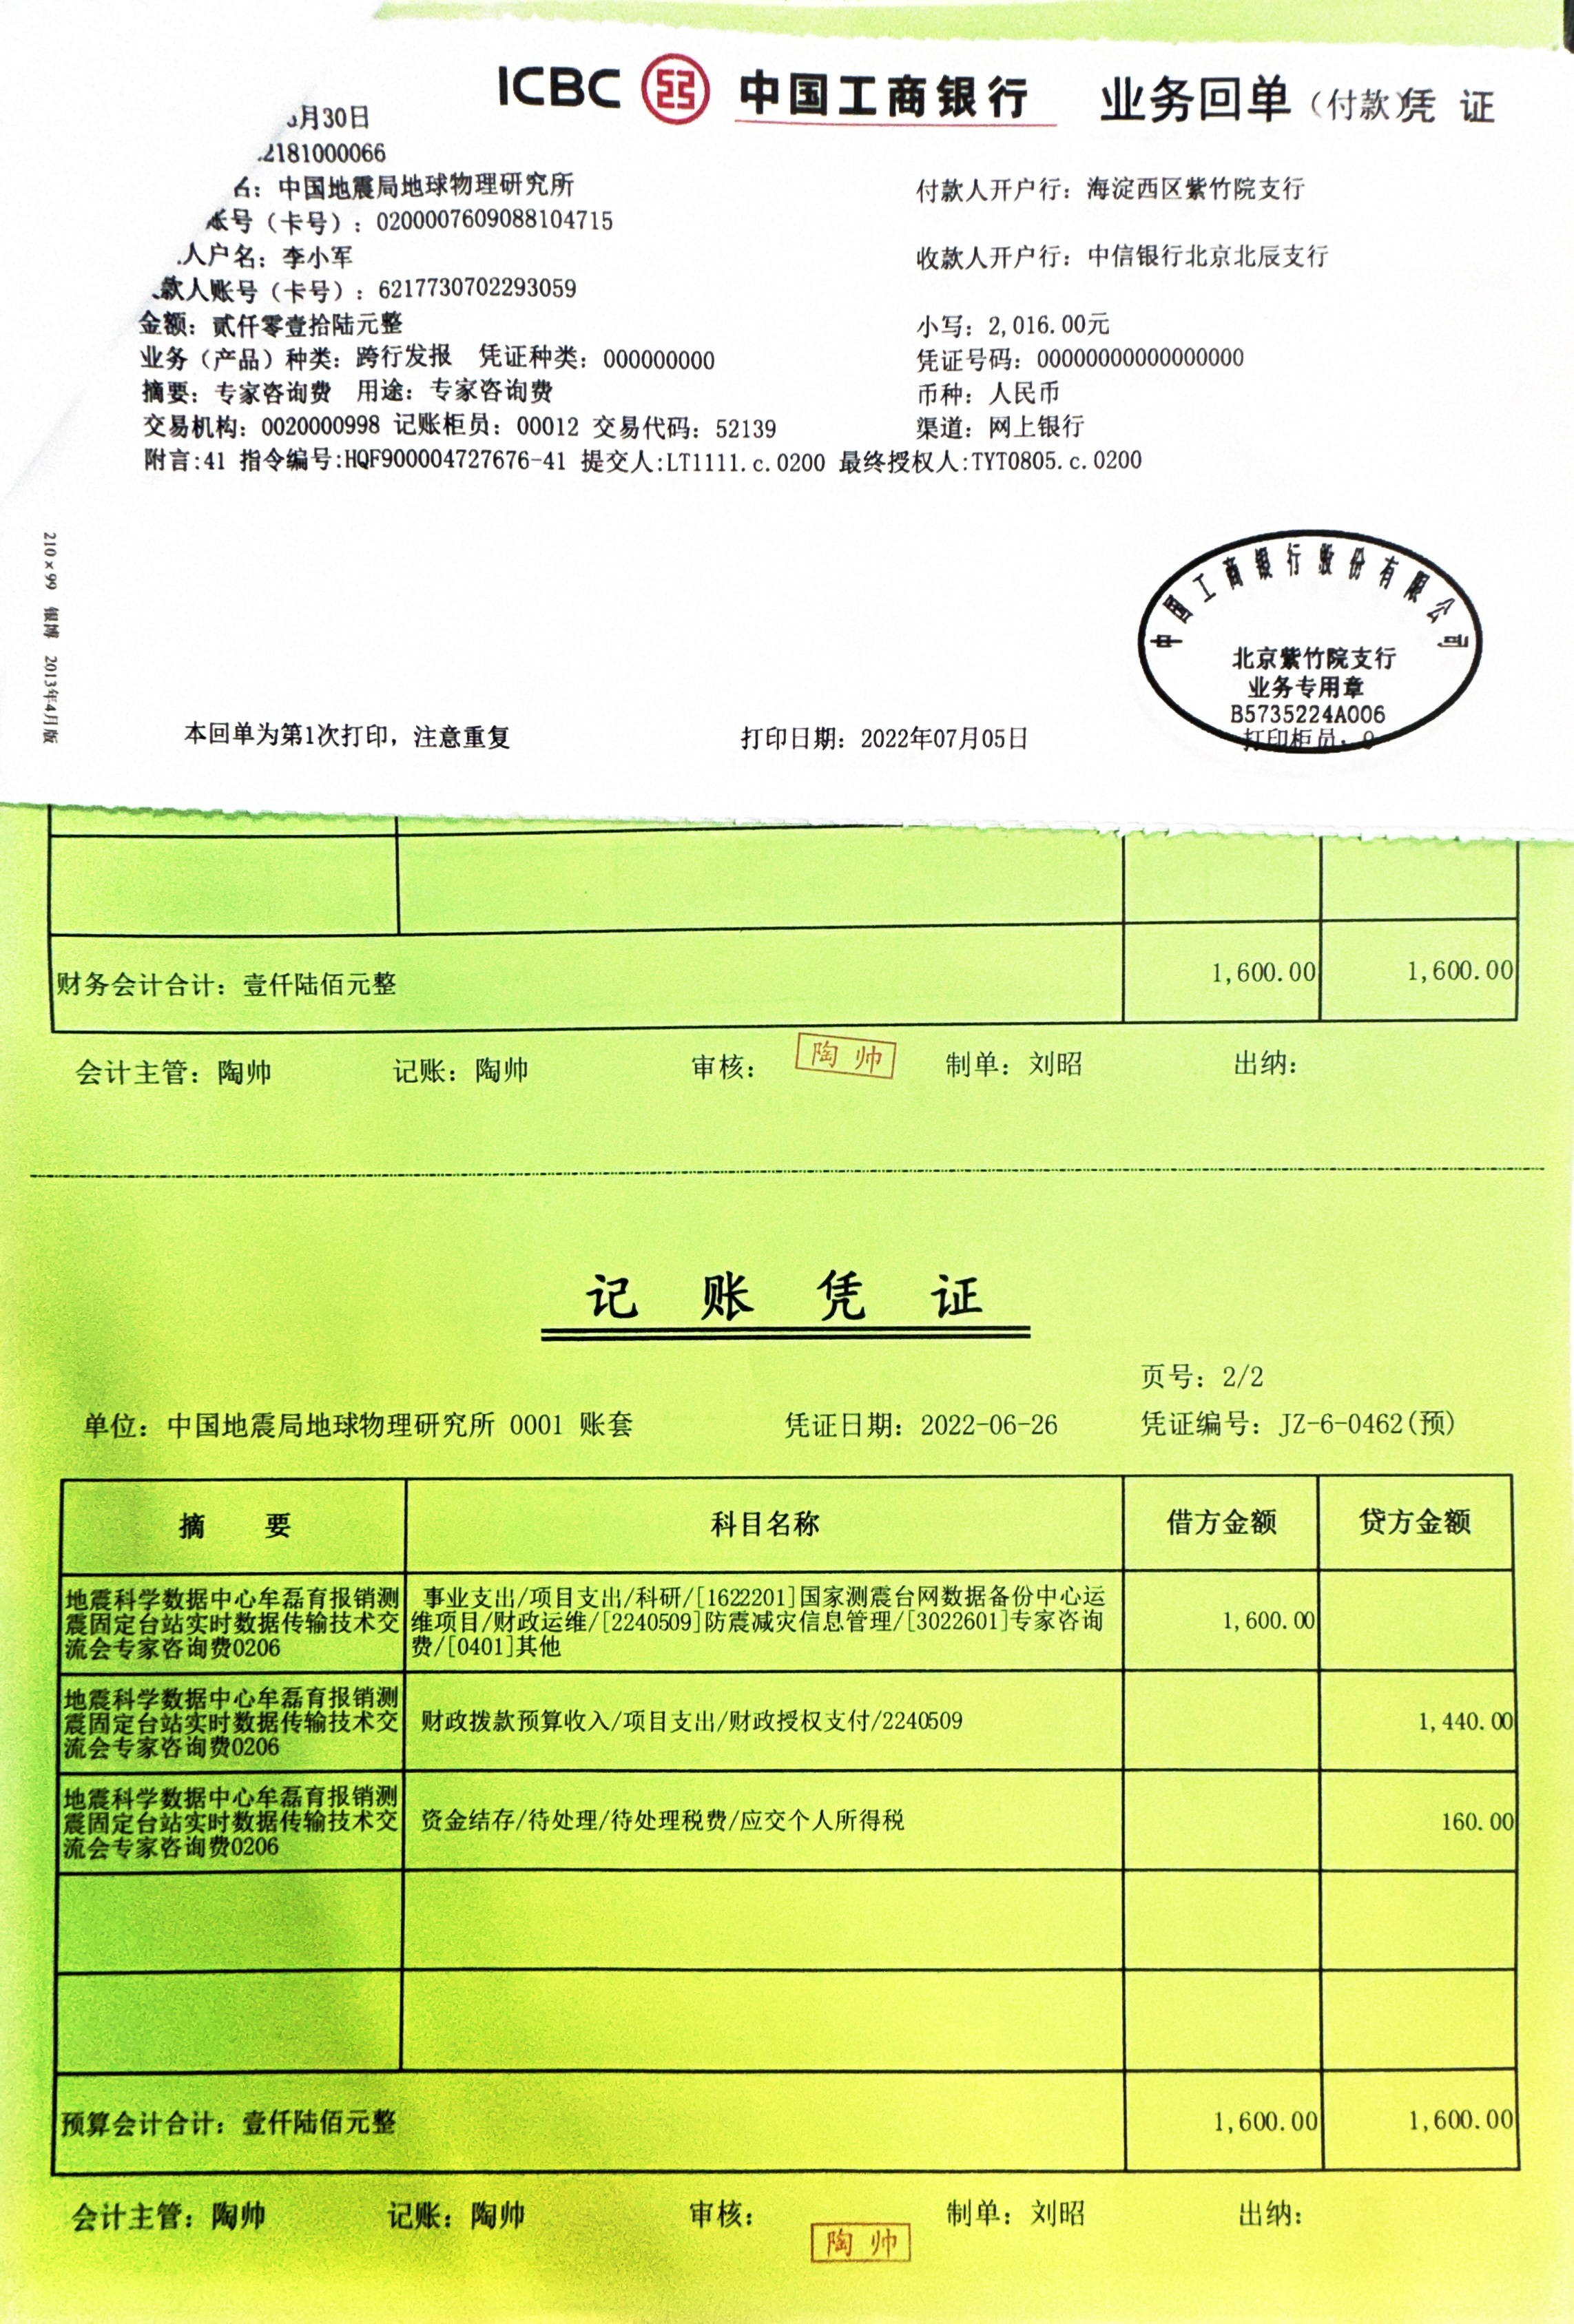 ICBC 中国工商银行 业务回单（付款）凭 证
月30日
2181000066
名：中国地震局地球物理研究所 付款人开户行：海淀西区紫竹院支行
账号（卡号）：0200007609088104715
人户名：李小军 收款人开户行：中信银行北京北辰支行
款人账号（卡号）：6217730702293059
金额：贰仟零壹拾陆元整 小写：2,016.00元
业务（产品）种类：跨行发报 凭证种类：000000000 凭证号码：00000000000000000
摘要：专家咨询费 用途：专家咨询费 币种：人民币
交易机构：0020000998 记账柜员：00012 交易代码：52139 渠道：网上银行
附言:41 指令编号:HQF900004727676-41 提交人:LT1111.c.0200 最终授权人:TYT0805.c.0200
210×99 银博 2013年4月版
中国工商银行股份有限公司
北京紫竹院支行
业务专用章
B5735224A006
本回单为第1次打印，注意重复 打印日期：2022年07月05日 打印柜员：9
财务会计合计：壹仟陆佰元整 1,600.00 1,600.00
会计主管：陶帅 记账：陶帅 审核：陶帅 制单：刘昭 出纳：
记 账 凭 证
页号：2/2
单位：中国地震局地球物理研究所 0001 账套 凭证日期：2022-06-26 凭证编号：JZ-6-0462(预)
摘 要 科目名称 借方金额 贷方金额
地震科学数据中心牟磊育报销测
震固定台站实时数据传输技术交
流会专家咨询费0206
事业支出/项目支出/科研/[1622201]国家测震台网数据备份中心运
维项目/财政运维/[2240509]防震减灾信息管理/[3022601]专家咨询
费/[0401]其他
1,600.00
地震科学数据中心牟磊育报销测
震固定台站实时数据传输技术交
流会专家咨询费0206
财政拨款预算收入/项目支出/财政授权支付/2240509
1,440.00
地震科学数据中心牟磊育报销测
震固定台站实时数据传输技术交
流会专家咨询费0206
资金结存/待处理/待处理税费/应交个人所得税
160.00
预算会计合计：壹仟陆佰元整 1,600.00 1,600.00
会计主管：陶帅 记账：陶帅 审核： 制单：刘昭 出纳：
陶帅